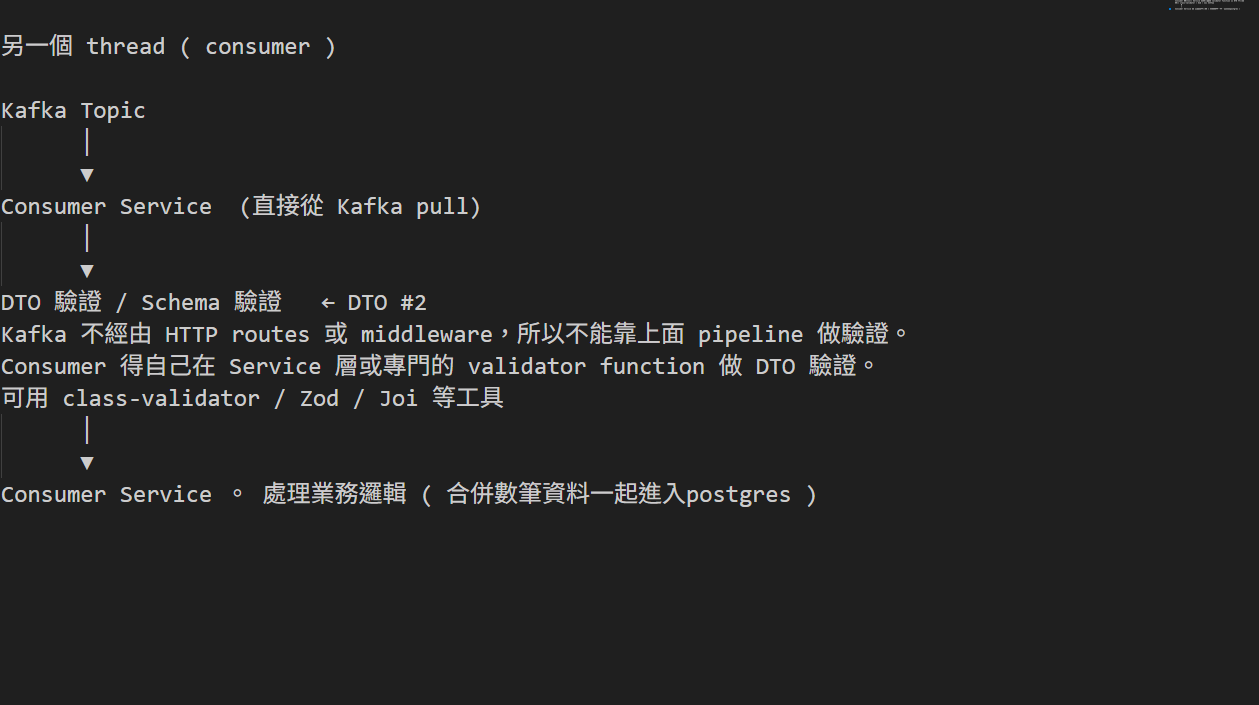 另一個 thread ( consumer )
Kafka Topic
│
▼
Consumer Service  (直接從 Kafka pull)
│
▼
DTO 驗證 / Schema 驗證   ← DTO #2
Kafka 不經由 HTTP routes 或 middleware，所以不能靠上面 pipeline 做驗證。
Consumer 得自己在 Service 層或專門的 validator function 做 DTO 驗證。
可用 class-validator / Zod / Joi 等工具
│
▼
Consumer Service 。 處理業務邏輯 ( 合併數筆資料一起進入postgres )